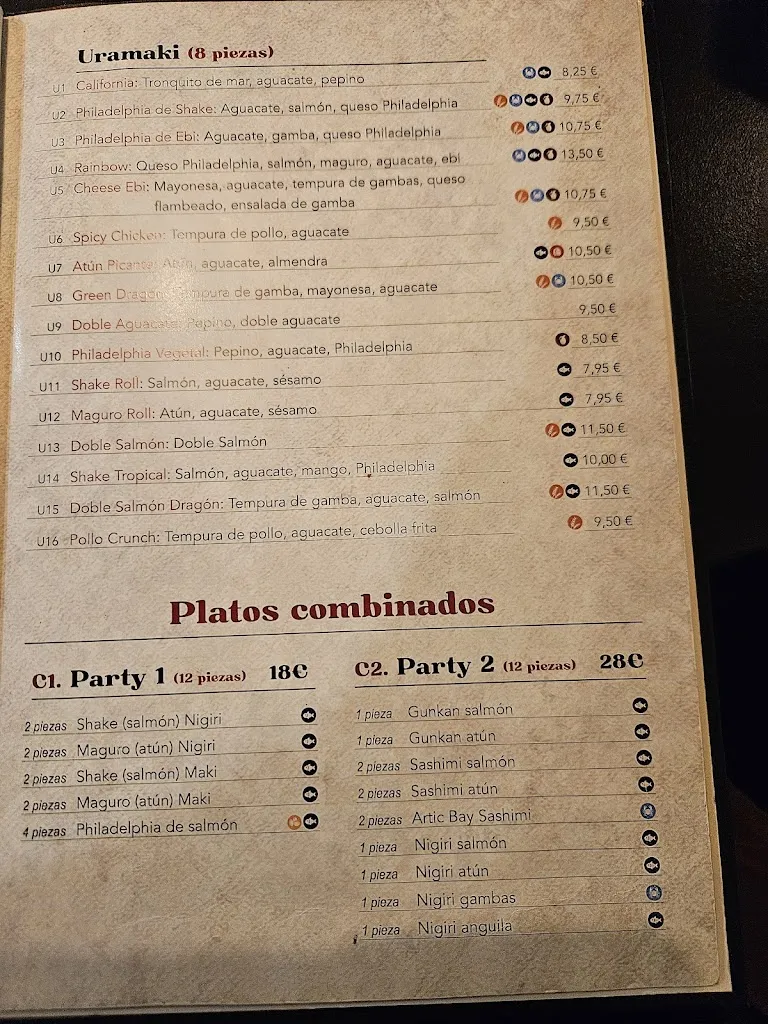 Uramaki (8 piezas)
U1 California: Tronquito de mar, aguacate, pepino 8,25 €
U2 Philadelphia de Shake: Aguacate, salmón, queso Philadelphia 9,75 €
U3 Philadelphia de Ebi: Aguacate, gamba, queso Philadelphia 10,75 €
U4 Rainbow: Queso Philadelphia, salmón, maguro, aguacate, ebi 13,50 €
U5 Cheese Ebi: Mayonesa, aguacate, tempura de gambas, queso
flambeado, ensalada de gamba 10,75 €
U6 Spicy Chicken: Tempura de pollo, aguacate 9,50 €
U7 Atún Picante: Atún, aguacate, almendra 10,50 €
U8 Green Dragon: Tempura de gamba, mayonesa, aguacate 10,50 €
U9 Doble Aguacate: Pepino, doble aguacate 9,50 €
U10 Philadelphia Vegetal: Pepino, aguacate, Philadelphia 8,50 €
U11 Shake Roll: Salmón, aguacate, sésamo 7,95 €
U12 Maguro Roll: Atún, aguacate, sésamo 7,95 €
U13 Doble Salmón: Doble Salmón 11,50 €
U14 Shake Tropical: Salmón, aguacate, mango, Philadelphia 10,00 €
U15 Doble Salmón Dragón: Tempura de gamba, aguacate, salmón 11,50 €
U16 Pollo Crunch: Tempura de pollo, aguacate, cebolla frita 9,50 €
Platos combinados
C1. Party 1 (12 piezas) 18€
2 piezas Shake (salmón) Nigiri
2 piezas Maguro (atún) Nigiri
2 piezas Shake (salmón) Maki
2 piezas Maguro (atún) Maki
4 piezas Philadelphia de salmón
C2. Party 2 (12 piezas) 28€
1 pieza Gunkan salmón
1 pieza Gunkan atún
2 piezas Sashimi salmón
2 piezas Sashimi atún
2 piezas Artic Bay Sashimi
1 pieza Nigiri salmón
1 pieza Nigiri atún
1 pieza Nigiri gambas
1 pieza Nigiri anguila